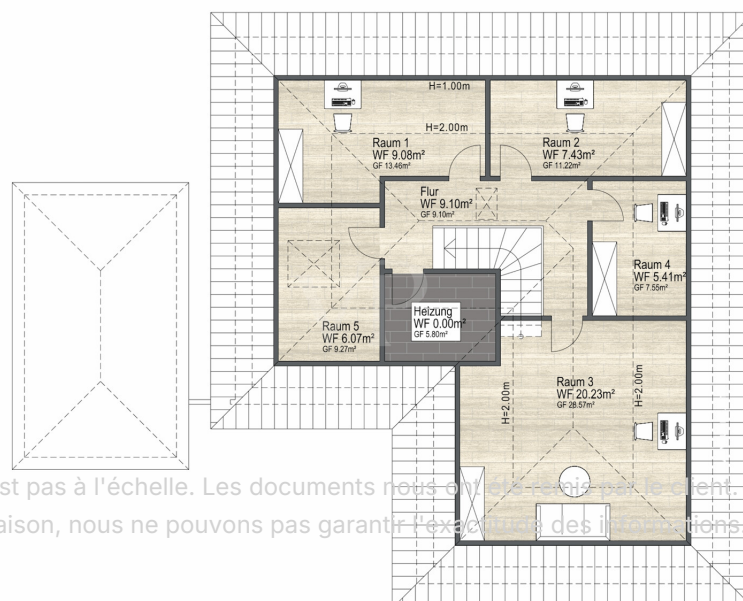 H=1.00m
H=2.00m
Raum 1
WF 9.08m²
GF 13.46m²
Raum 2
WF 7.43m²
GF 11.22m²
Flur
WF 9.10m²
GF 9.10m²
Raum 4
WF 5.41m²
GF 7.55m²
Heizung
WF 0.00m²
GF 5.80m²
Raum 5
WF 6.07m²
GF 9.27m²
Raum 3
WF 20.23m²
GF 28.57m²
H=2.00m
H=2.00m
st pas à l'échelle. Les documents nous ont été remis par le client.
aison, nous ne pouvons pas garantir l'exactitude des informations